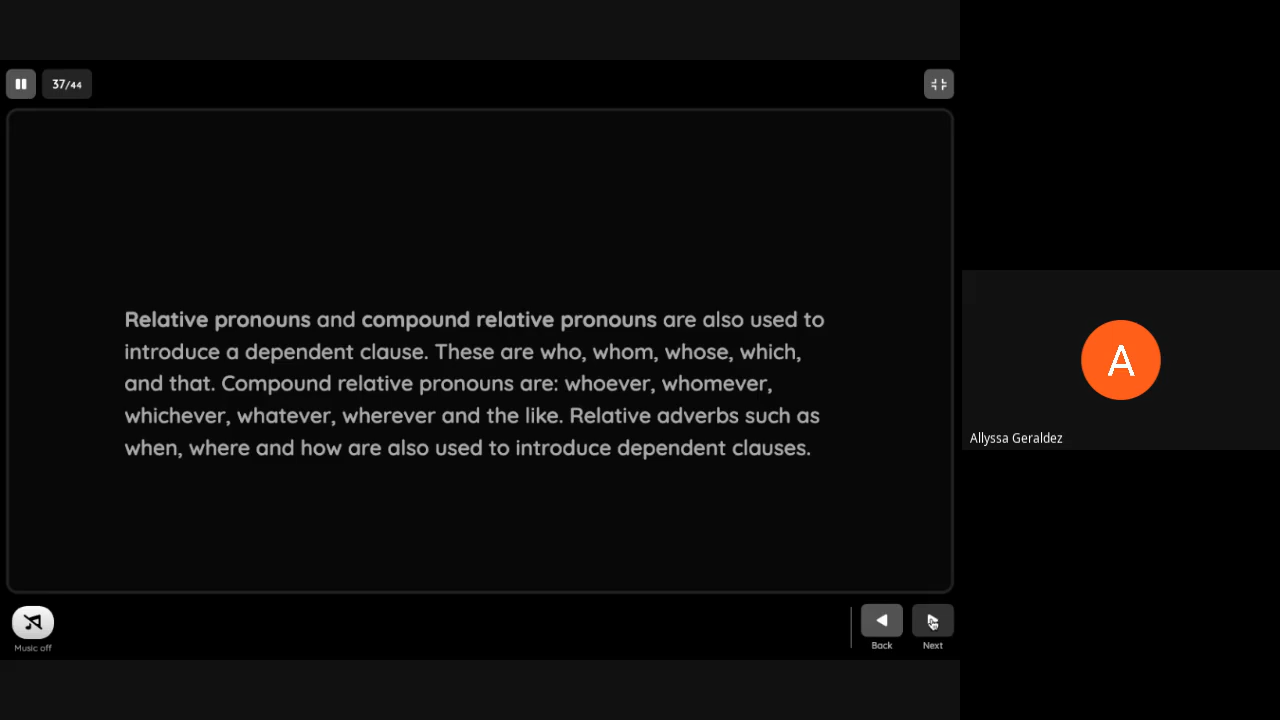 37/44
Relative pronouns and compound relative pronouns are also used to
introduce a dependent clause. These are who, whom, whose, which,
and that. Compound relative pronouns are: whoever, whomever,
whichever, whatever, wherever and the like. Relative adverbs such as
when, where and how are also used to introduce dependent clauses.
A
Allyssa Geraldez
Music off
Back
Next